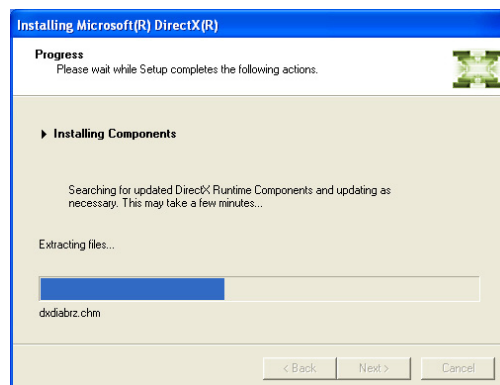 Installing Microsoft(R) DirectX(R)
Progress
Please wait while Setup completes the following actions.
Installing Components
Searching for updated DirectX Runtime Components and updating as
necessary. This may take a few minutes...
Extracting files...
dxdiabrz.chm
< Back
Next >
Cancel